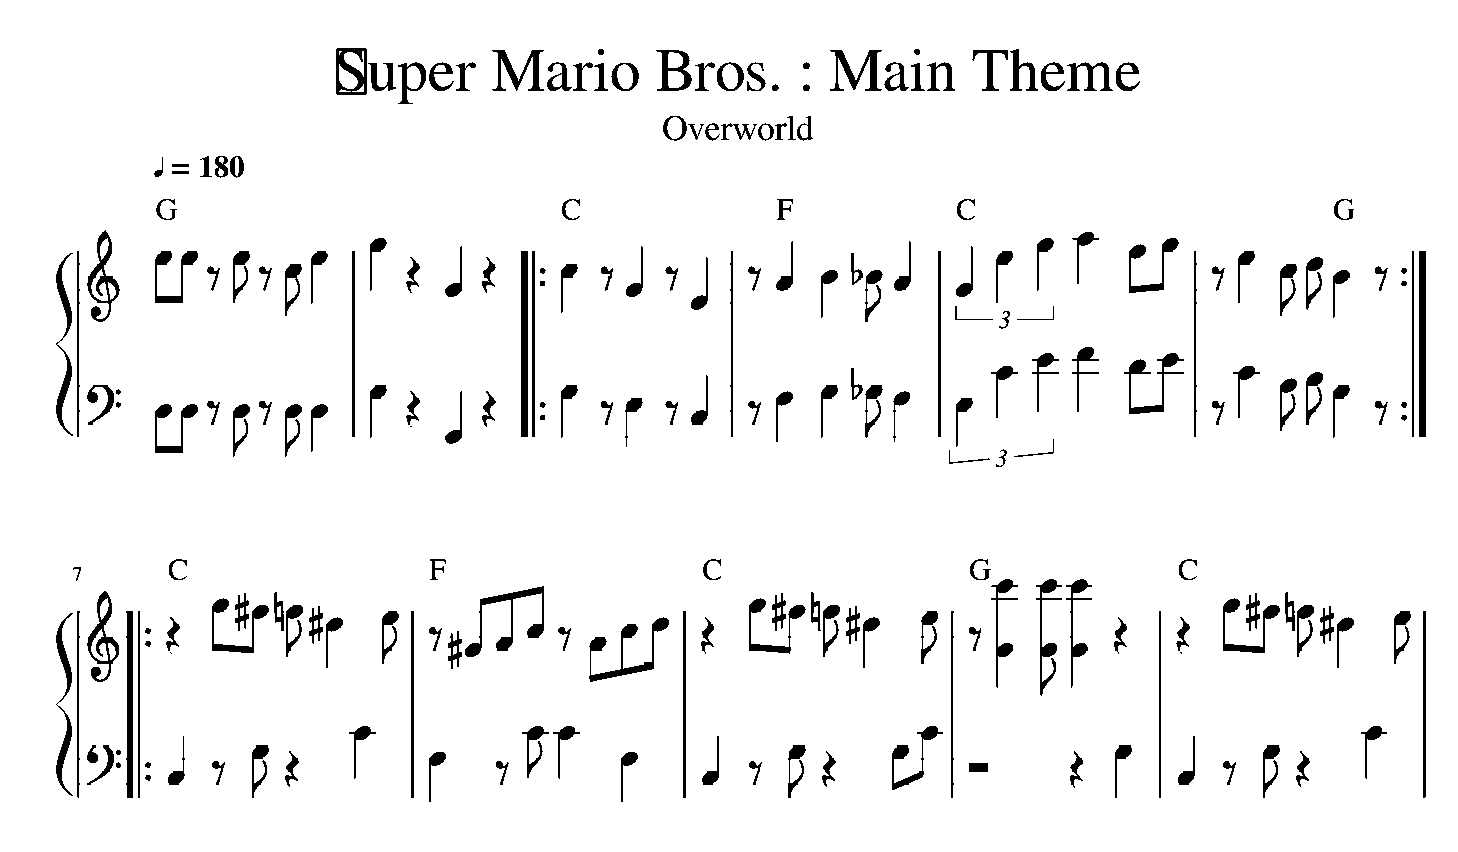 Super Mario Bros. : Main Theme
Overworld
♩ = 180
G C F C G
3
3
7 C F C G C